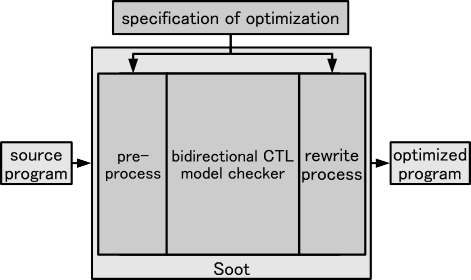 specification of optimization
source
program
pre-
process
bidirectional CTL
model checker
rewrite
process
optimized
program
Soot